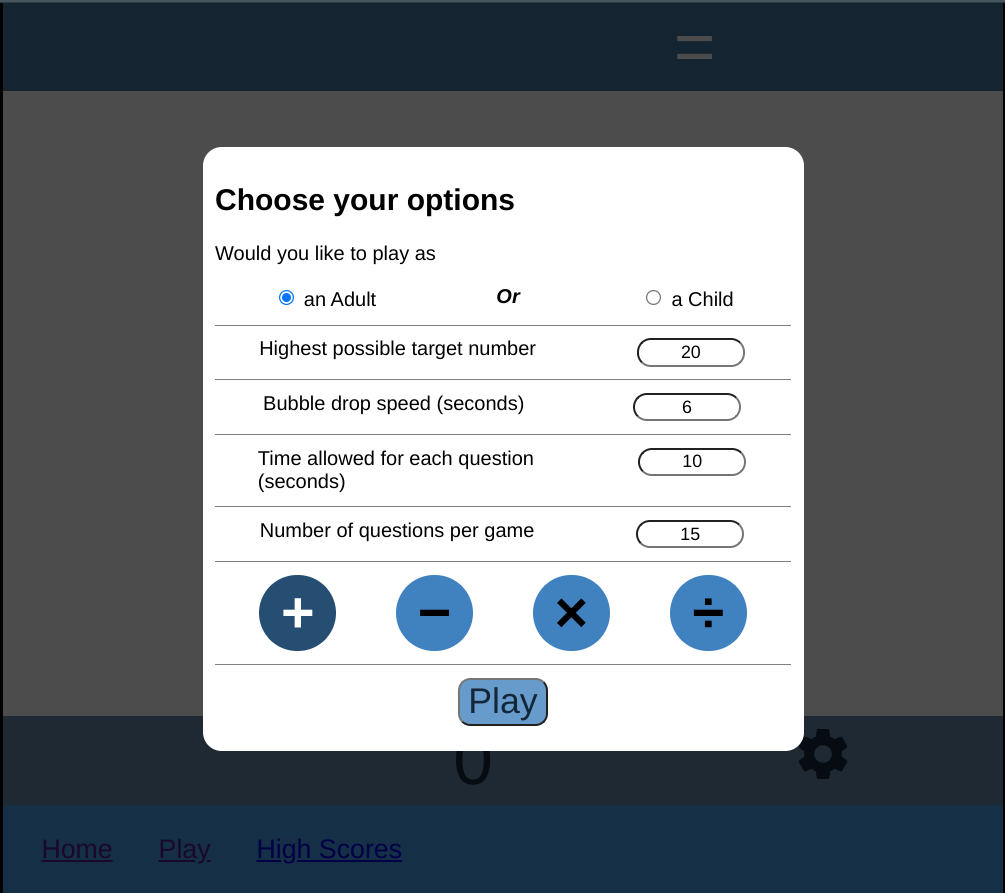 =
Choose your options
Would you like to play as
an Adult Or a Child
Highest possible target number 20
Bubble drop speed (seconds) 6
Time allowed for each question
(seconds) 10
Number of questions per game 15
+ − × ÷
Play
0
Home Play High Scores